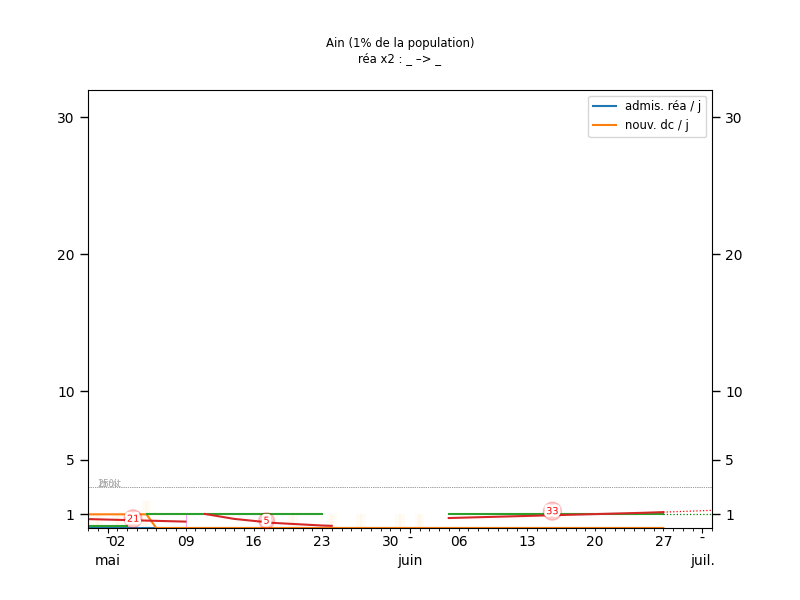 Ain (1% de la population)
réa x2 : _ –> _
admis. réa / j
nouv. dc / j
30 30
20 20
10 10
5 5
1 1
21 5 33
02 09 16 23 30 - 06 13 20 27 -
mai juin juil.